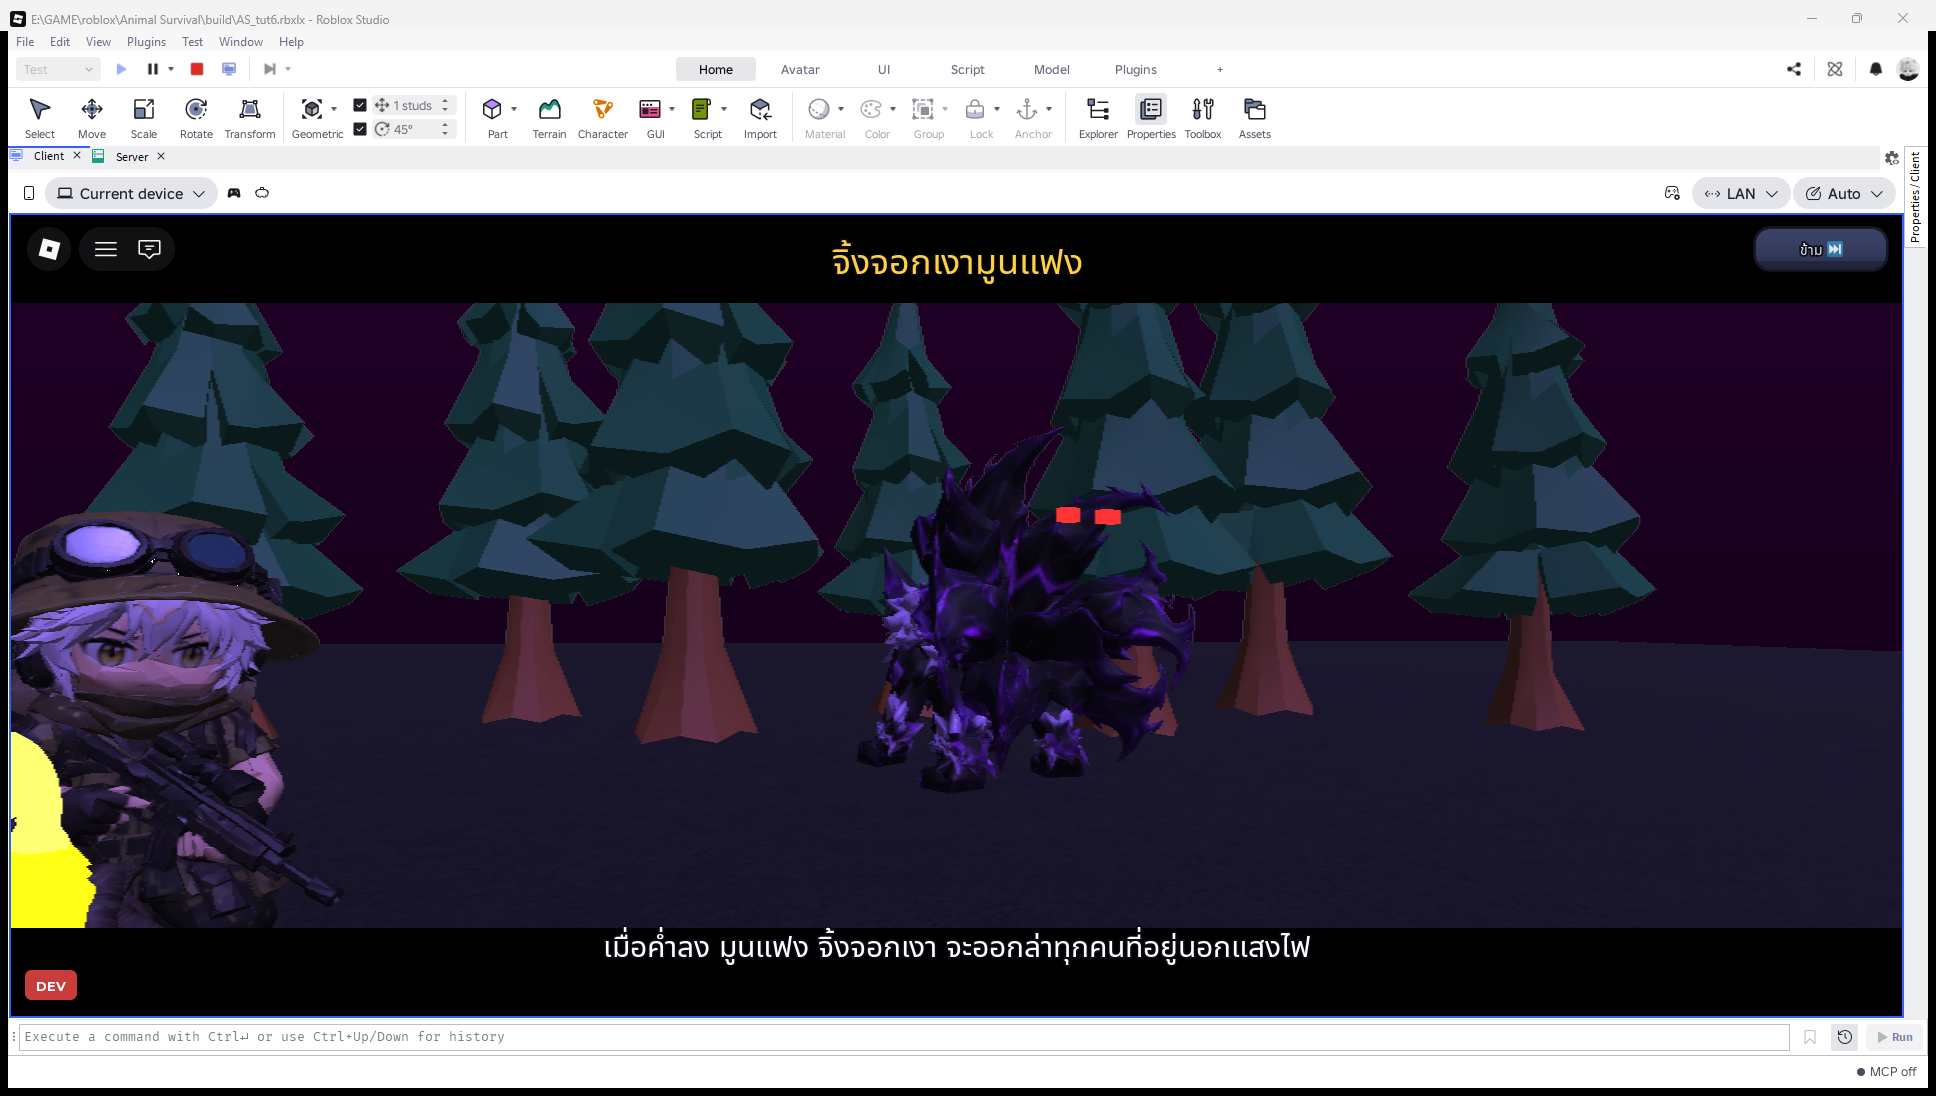 E:\GAME\roblox\Animal Survival\build\AS_tut6.rbxlx - Roblox Studio
File Edit View Plugins Test Window Help
Test Home Avatar UI Script Model Plugins +
1 studs
45°
Select Move Scale Rotate Transform Geometric Part Terrain Character GUI Script Import Material Color Group Lock Anchor Explorer Properties Toolbox Assets
Client Server
Properties / Client
Current device LAN Auto
จิ้งจอกเงามูนแฟง
ข้าม
เมื่อค่ำลง มูนแฟง จิ้งจอกเงา จะออกล่าทุกคนที่อยู่นอกแสงไฟ
DEV
Execute a command with Ctrl↵ or use Ctrl+Up/Down for history
Run
MCP off